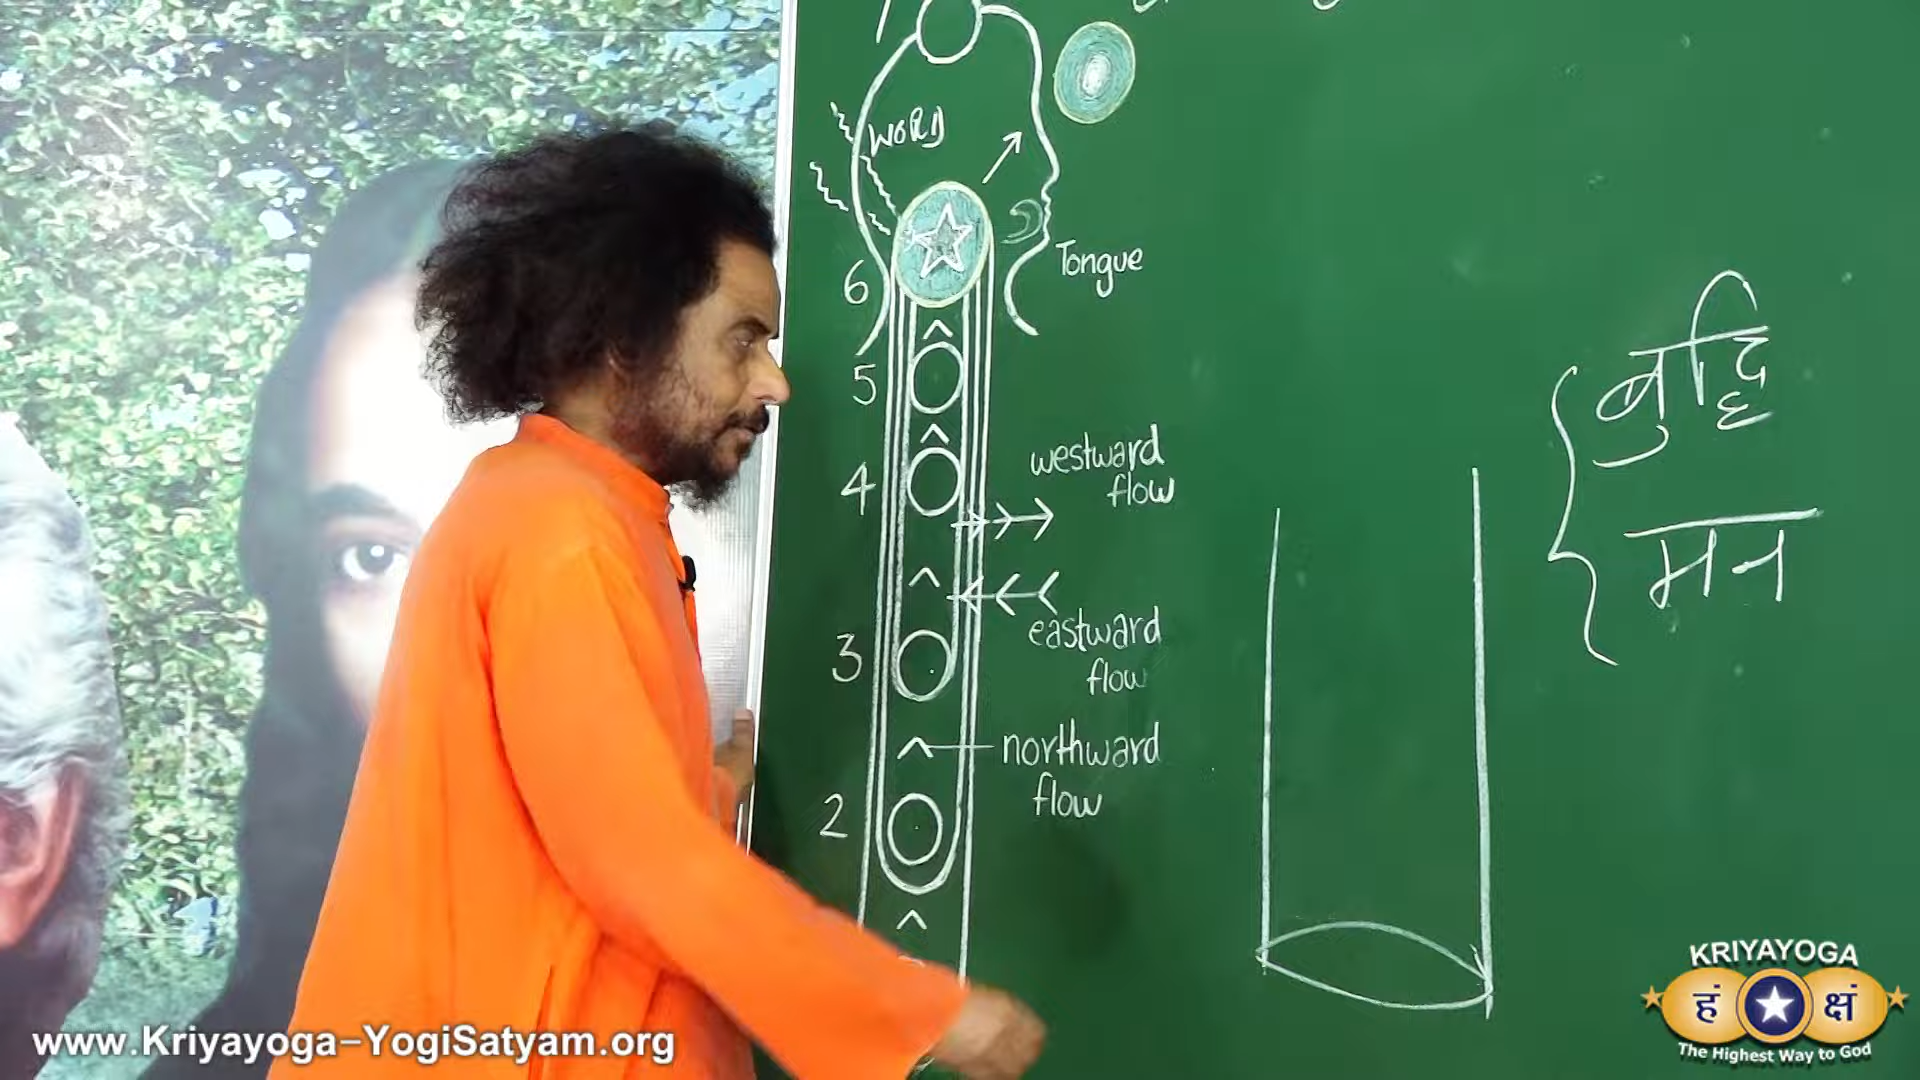 WORD
Tongue
6
5
westward
flow
4
eastward
flow
3
northward
flow
2
बुद्धि
मन
www.Kriyayoga-YogiSatyam.org
KRIYAYOGA
हं क्षं
The Highest Way to God